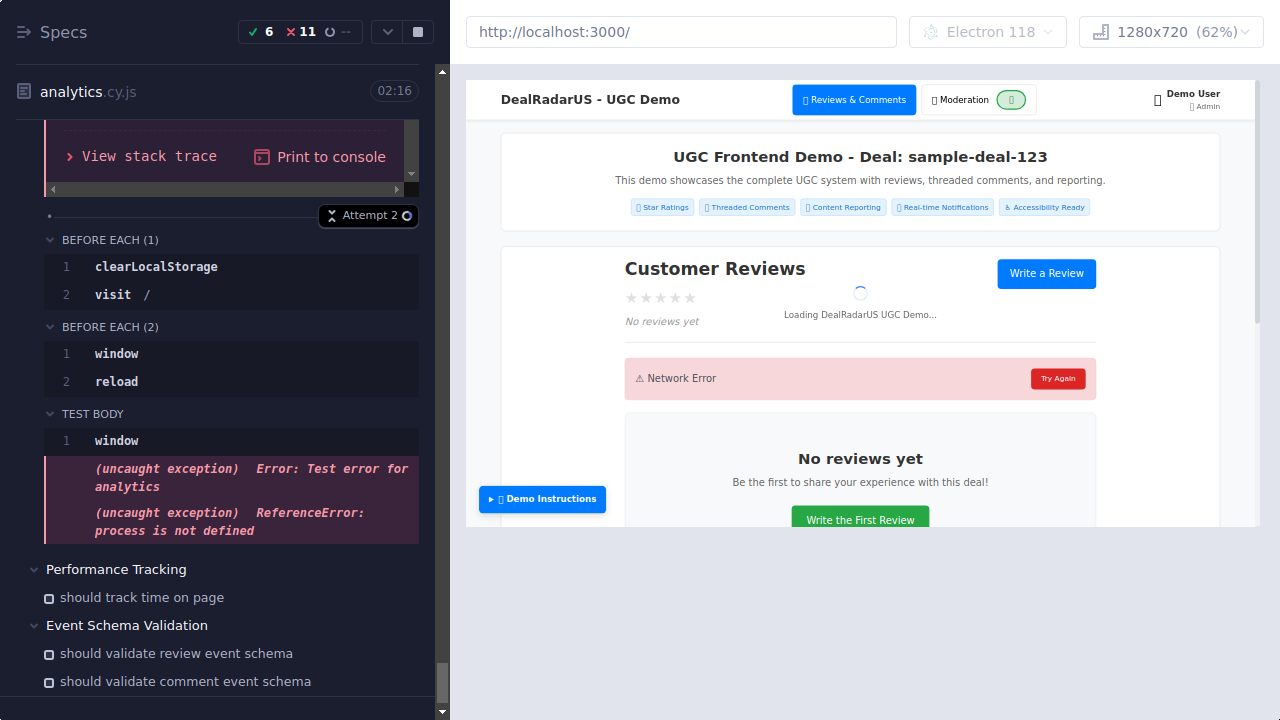 Specs
6
11
--
analytics.cy.js
02:16
View stack trace
Print to console
Attempt 2
BEFORE EACH (1)
1 clearLocalStorage
2 visit /
BEFORE EACH (2)
1 window
2 reload
TEST BODY
1 window
(uncaught exception) Error: Test error for
analytics
(uncaught exception) ReferenceError:
process is not defined
Performance Tracking
should track time on page
Event Schema Validation
should validate review event schema
should validate comment event schema
http://localhost:3000/
Electron 118
1280x720 (62%)
DealRadarUS - UGC Demo
Reviews & Comments
Moderation
Demo User
Admin
UGC Frontend Demo - Deal: sample-deal-123
This demo showcases the complete UGC system with reviews, threaded comments, and reporting.
Star Ratings
Threaded Comments
Content Reporting
Real-time Notifications
♿ Accessibility Ready
Customer Reviews
Write a Review
★★★★★
No reviews yet
Loading DealRadarUS UGC Demo...
⚠ Network Error
Try Again
No reviews yet
Be the first to share your experience with this deal!
Write the First Review
▸ Demo Instructions